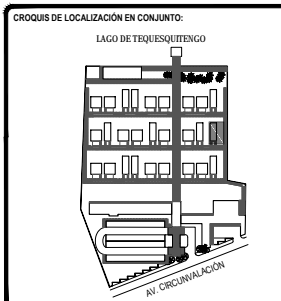 CROQUIS DE LOCALIZACIÓN EN CONJUNTO:
LAGO DE TEQUESQUITENGO
AV. CIRCUNVALACIÓN